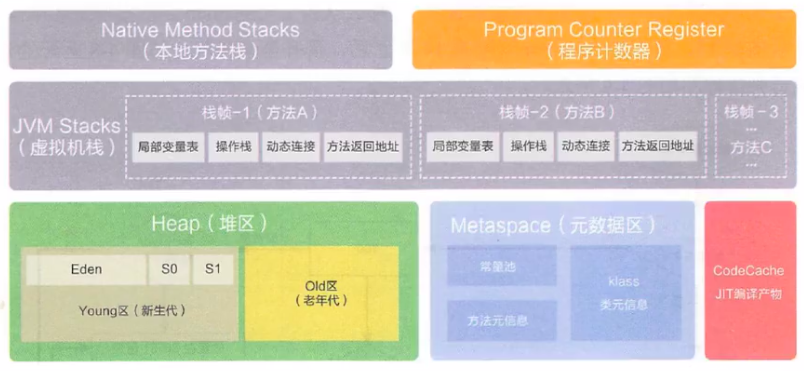 Native Method Stacks
（本地方法栈）
Program Counter Register
（程序计数器）
JVM Stacks
（虚拟机栈）
栈帧-1（方法A）
局部变量表
操作栈
动态连接
方法返回地址
栈帧-2（方法B）
局部变量表
操作栈
动态连接
方法返回地址
栈帧-3
...
方法C
...
Heap（堆区）
Eden
S0
S1
Young区（新生代）
Old区
（老年代）
Metaspace（元数据区）
常量池
方法元信息
klass
类元信息
CodeCache
JIT编译产物